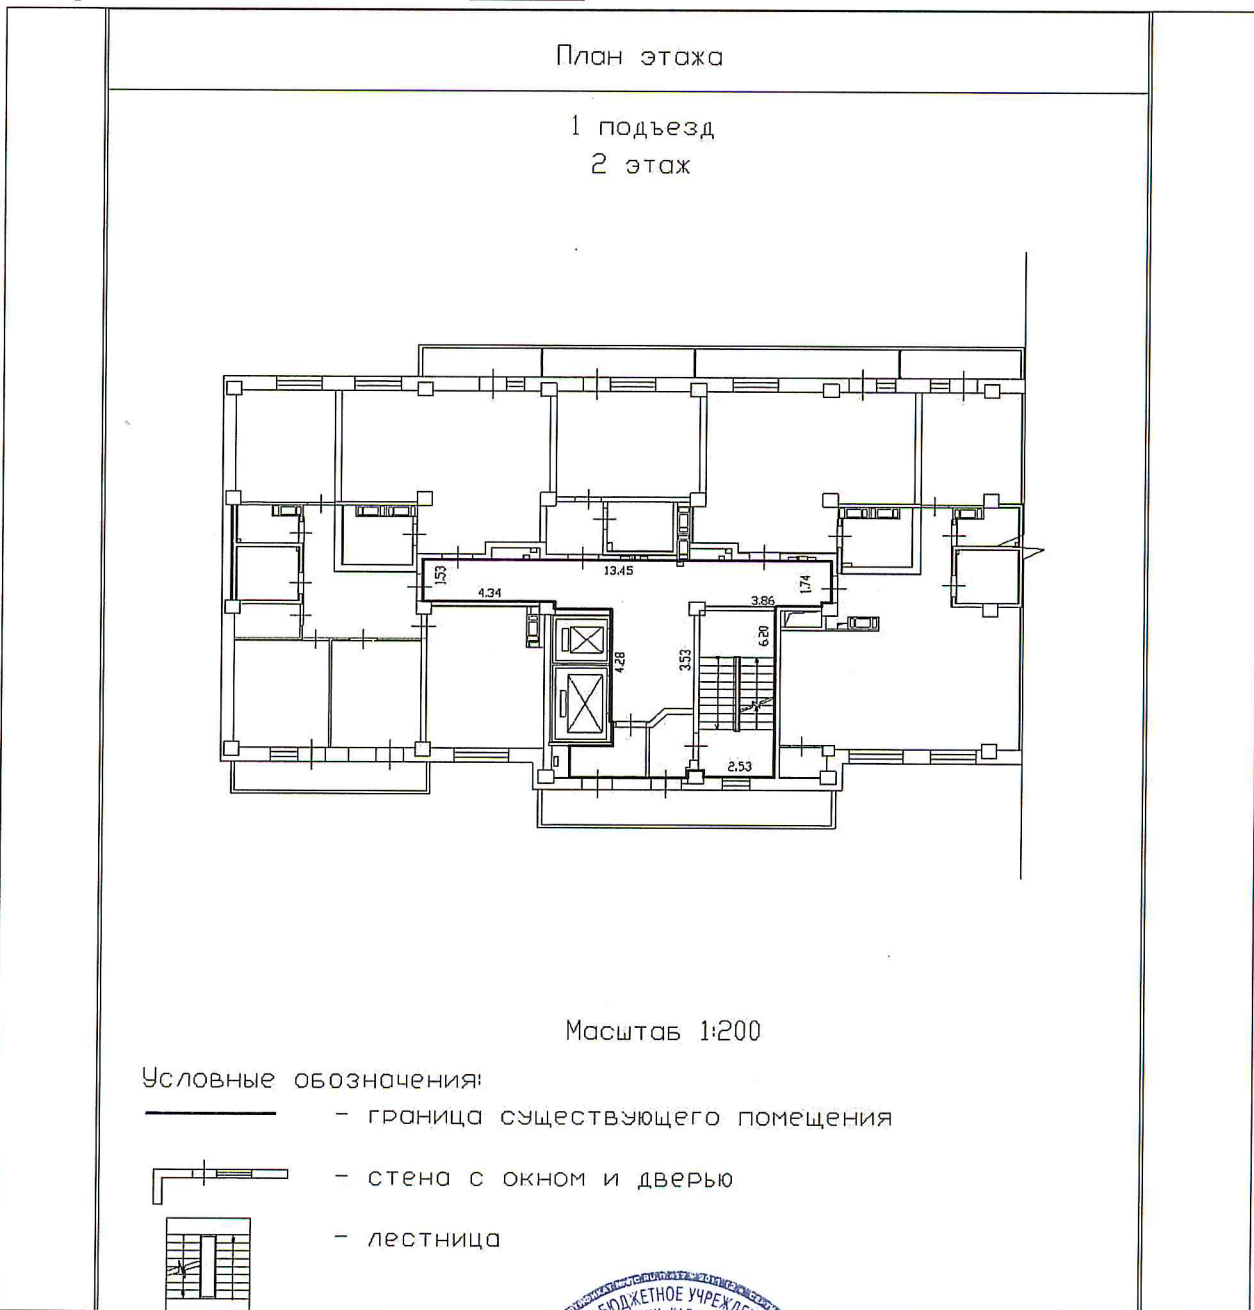 План этажа
1 подъезд
2 этаж
13.45
1.53
4.34
1.74
3.86
6.20
4.28
3.53
2.53
Масштаб 1:200
Условные обозначения:
- граница существующего помещения
- стена с окном и дверью
- лестница
БЮДЖЕТНОЕ УЧРЕЖДЕ